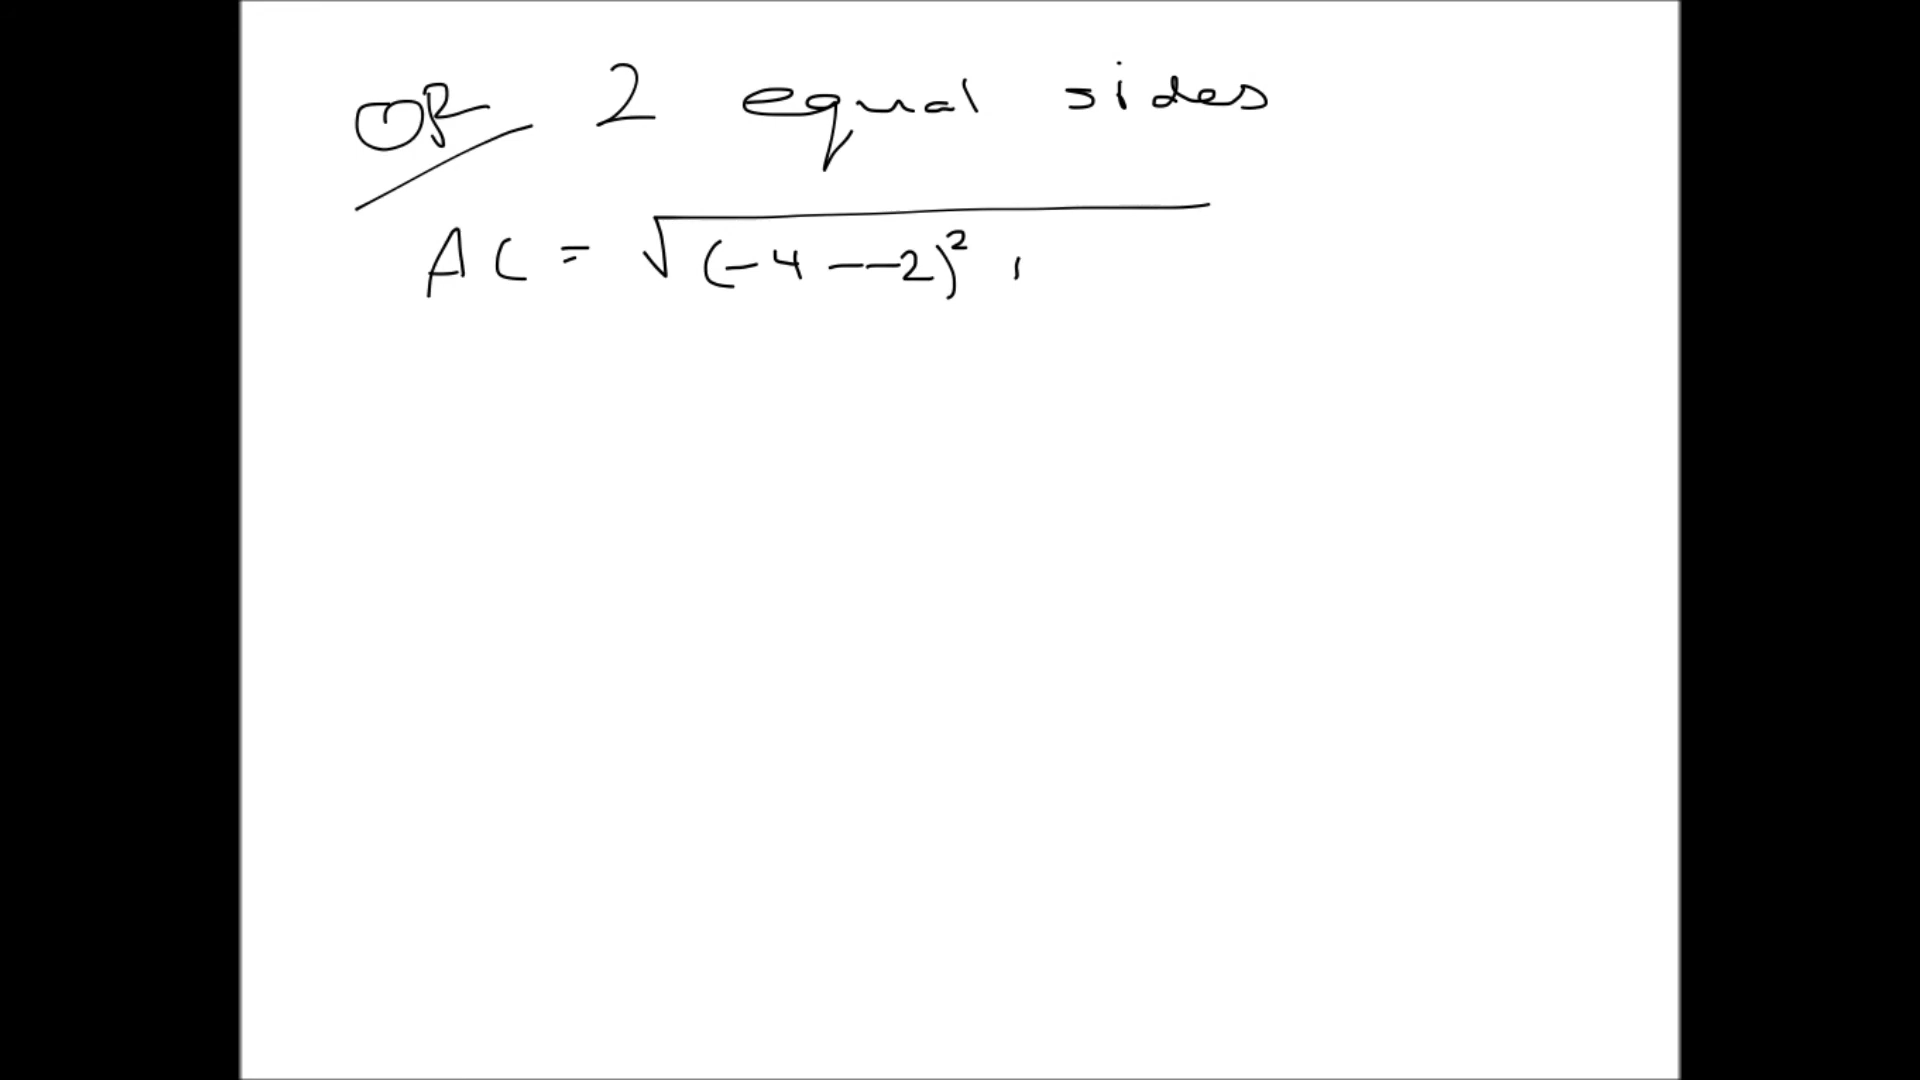 OR 2 equal sides
AC = √(-4 --2)²